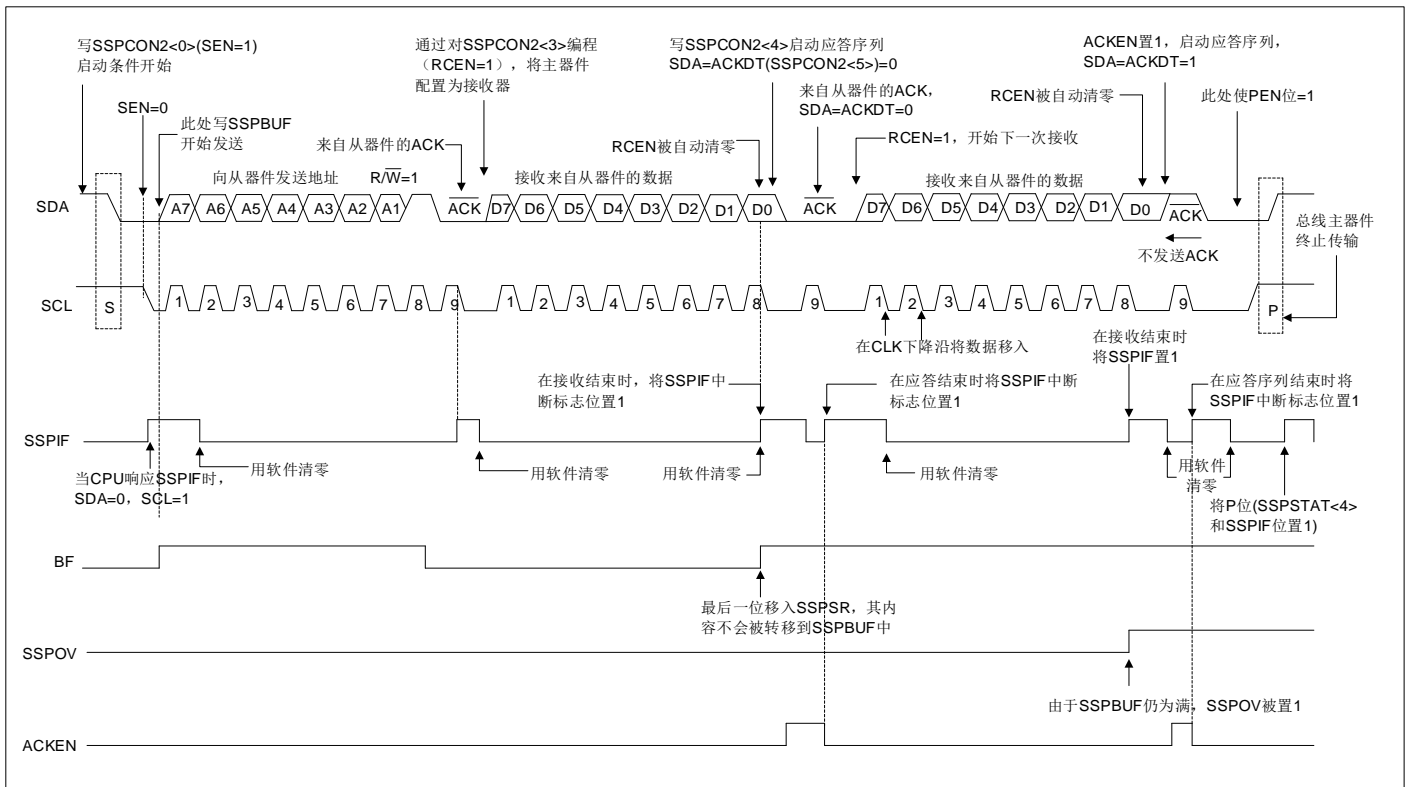 写SSPCON2<0>(SEN=1)
启动条件开始
SEN=0
此处写SSPBUF
开始发送
来自从器件的ACK
通过对SSPCON2<3>编程
（RCEN=1），将主器件
配置为接收器
写SSPCON2<4>启动应答序列
SDA=ACKDT(SSPCON2<5>)=0
来自从器件的ACK，
SDA=ACKDT=0
RCEN被自动清零
RCEN=1，开始下一次接收
ACKEN置1，启动应答序列，
SDA=ACKDT=1
RCEN被自动清零
此处使PEN位=1
向从器件发送地址
R/W=1
接收来自从器件的数据
接收来自从器件的数据
SDA
A7 A6 A5 A4 A3 A2 A1 ACK D7 D6 D5 D4 D3 D2 D1 D0 ACK D7 D6 D5 D4 D3 D2 D1 D0 ACK
不发送ACK
总线主器件
终止传输
SCL
S 1 2 3 4 5 6 7 8 9 1 2 3 4 5 6 7 8 9 1 2 3 4 5 6 7 8 9 P
在CLK下降沿将数据移入
在接收结束时，将SSPIF中
断标志位置1
在应答结束时将SSPIF中断
标志位置1
在接收结束时
将SSPIF置1
在应答序列结束时将
SSPIF中断标志位置1
SSPIF
当CPU响应SSPIF时，
SDA=0，SCL=1
用软件清零
用软件清零
用软件清零
用软件清零
用软件
清零
将P位(SSPSTAT<4>
和SSPIF位置1)
BF
最后一位移入SSPSR，其内
容不会被转移到SSPBUF中
SSPOV
由于SSPBUF仍为满，SSPOV被置1
ACKEN